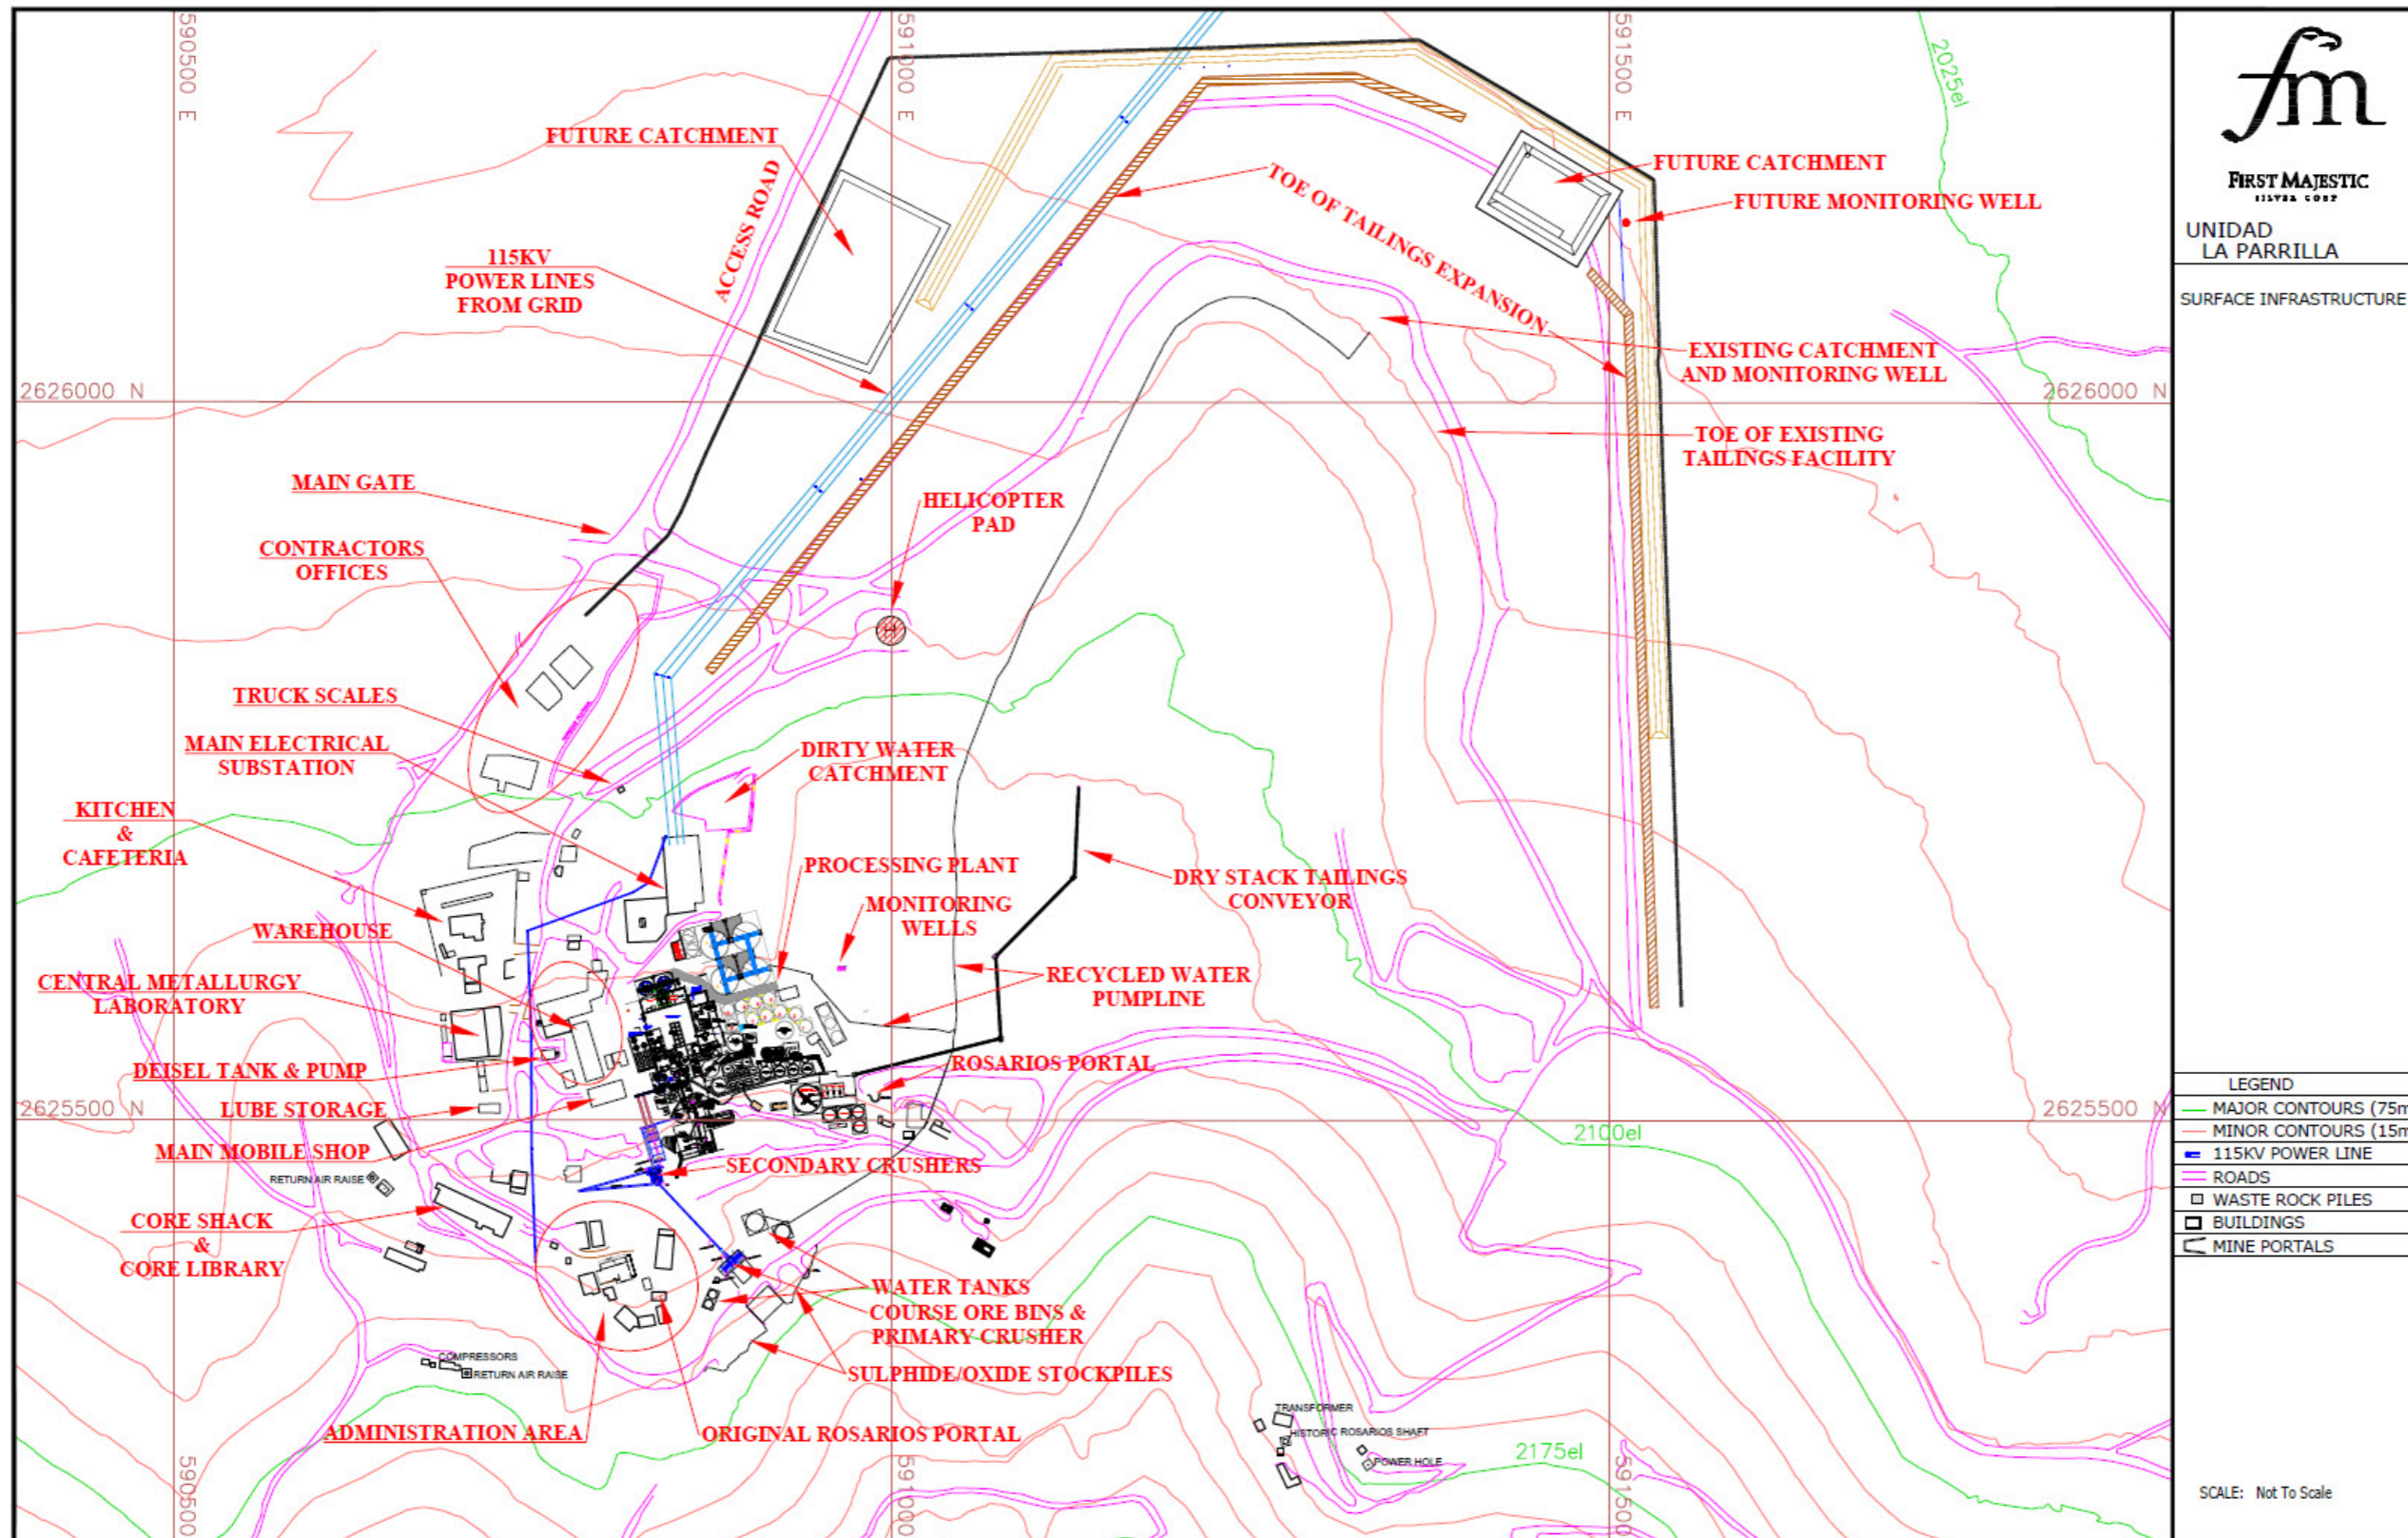 590500 E
591000 E
591500 E
2025el
FUTURE CATCHMENT
ACCESS ROAD
115KV
POWER LINES
FROM GRID
TOE OF TAILINGS EXPANSION
FUTURE CATCHMENT
FUTURE MONITORING WELL
EXISTING CATCHMENT
AND MONITORING WELL
2626000 N
2626000 N
TOE OF EXISTING
TAILINGS FACILITY
MAIN GATE
HELICOPTER
PAD
H
CONTRACTORS
OFFICES
TRUCK SCALES
MAIN ELECTRICAL
SUBSTATION
DIRTY WATER
CATCHMENT
KITCHEN
&
CAFETERIA
PROCESSING PLANT
DRY STACK TAILINGS
CONVEYOR
MONITORING
WELLS
WAREHOUSE
RECYCLED WATER
PUMPLINE
CENTRAL METALLURGY
LABORATORY
DEISEL TANK & PUMP
ROSARIOS PORTAL
2625500 N
LUBE STORAGE
2625500 N
2100el
MAIN MOBILE SHOP
SECONDARY CRUSHERS
RETURN AIR RAISE
CORE SHACK
&
CORE LIBRARY
WATER TANKS
COURSE ORE BINS &
PRIMARY CRUSHER
SULPHIDE/OXIDE STOCKPILES
COMPRESSORS
RETURN AIR RAISE
ADMINISTRATION AREA
ORIGINAL ROSARIOS PORTAL
TRANSFORMER
HISTORIC ROSARIOS SHAFT
POWER HOLE
2175el
590500
591000
591500
fm
FIRST MAJESTIC
SILVER CORP
UNIDAD
LA PARRILLA
SURFACE INFRASTRUCTURE
LEGEND
MAJOR CONTOURS (75m
MINOR CONTOURS (15m
115KV POWER LINE
ROADS
WASTE ROCK PILES
BUILDINGS
MINE PORTALS
SCALE: Not To Scale